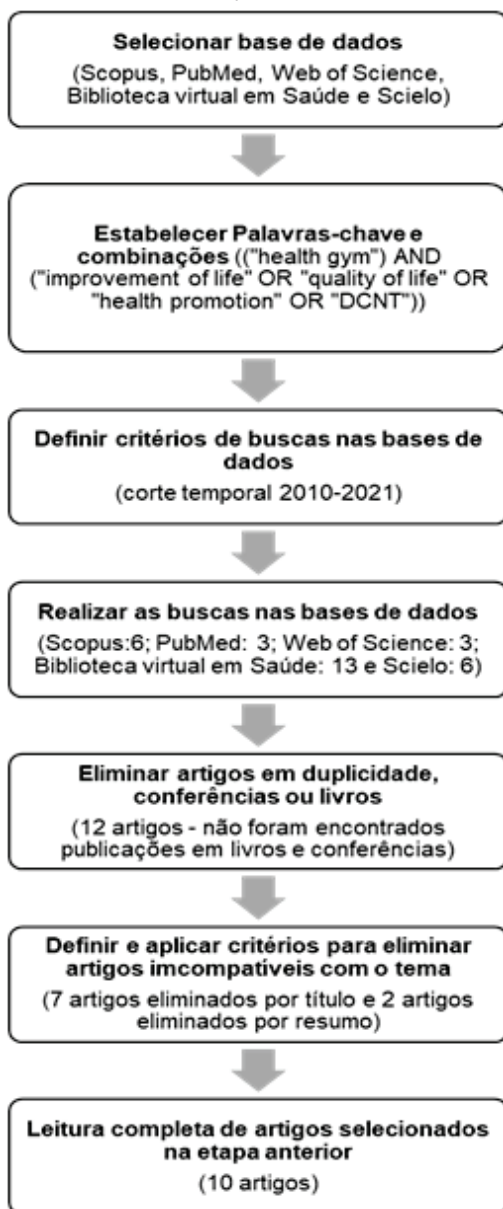 Selecionar base de dados
(Scopus, PubMed, Web of Science,
Biblioteca virtual em Saúde e Scielo)
Estabelecer Palavras-chave e
combinações (("health gym") AND
("improvement of life" OR "quality of life" OR
"health promotion" OR "DCNT"))
Definir critérios de buscas nas bases de
dados
(corte temporal 2010-2021)
Realizar as buscas nas bases de dados
(Scopus:6; PubMed: 3; Web of Science: 3;
Biblioteca virtual em Saúde: 13 e Scielo: 6)
Eliminar artigos em duplicidade,
conferências ou livros
(12 artigos - não foram encontrados
publicações em livros e conferências)
Definir e aplicar critérios para eliminar
artigos imcompatíveis com o tema
(7 artigos eliminados por título e 2 artigos
eliminados por resumo)
Leitura completa de artigos selecionados
na etapa anterior
(10 artigos)